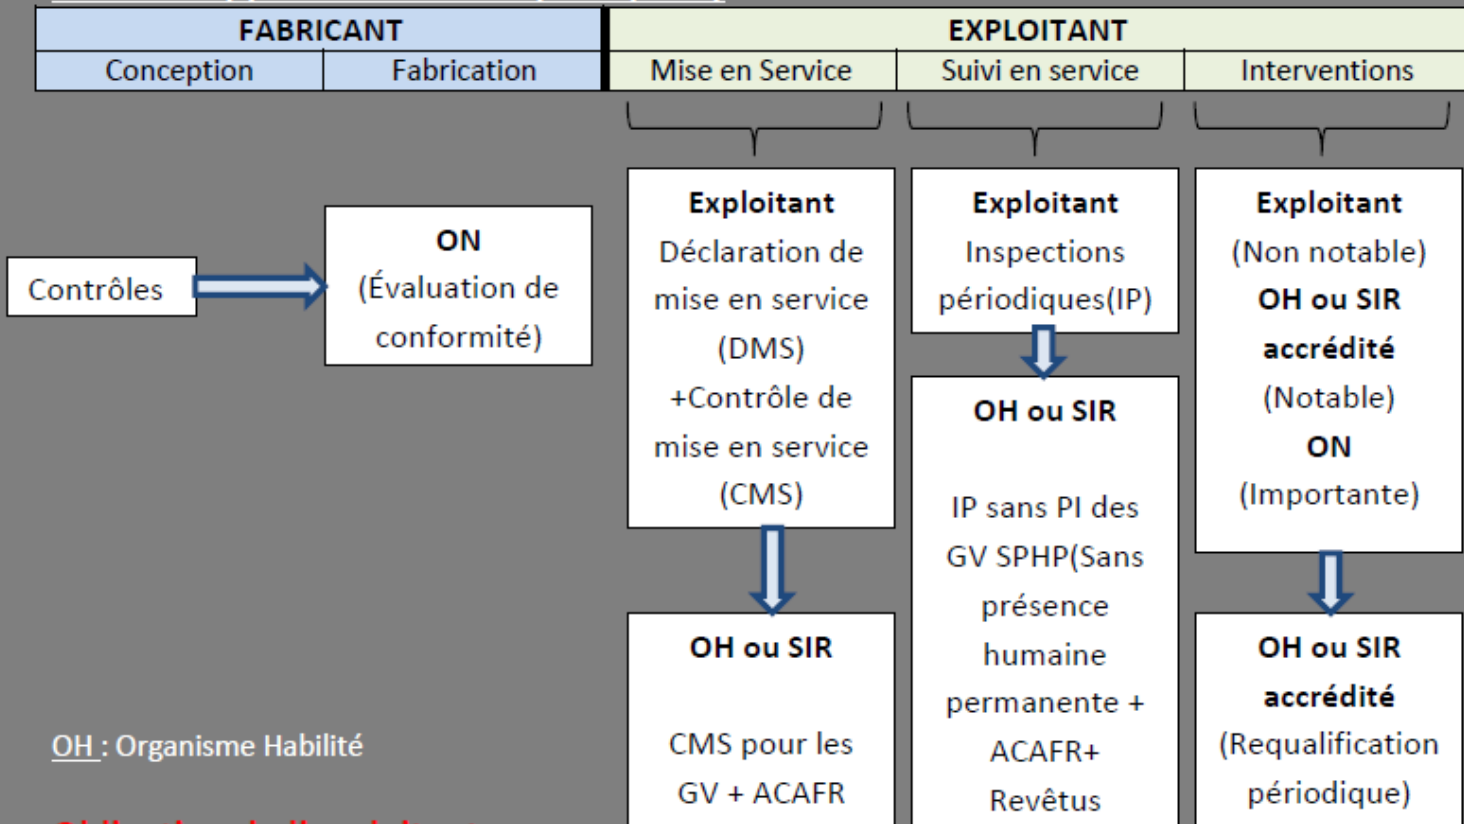 FABRICANT
EXPLOITANT
Conception
Fabrication
Mise en Service
Suivi en service
Interventions
Contrôles
ON
(Évaluation de
conformité)
Exploitant
Déclaration de
mise en service
(DMS)
+Contrôle de
mise en service
(CMS)
OH ou SIR
CMS pour les
GV + ACAFR
Exploitant
Inspections
périodiques(IP)
OH ou SIR
IP sans PI des
GV SPHP(Sans
présence
humaine
permanente +
ACAFR+
Revêtus
Exploitant
(Non notable)
OH ou SIR
accrédité
(Notable)
ON
(Importante)
OH ou SIR
accrédité
(Requalification
périodique)
OH : Organisme Habilité